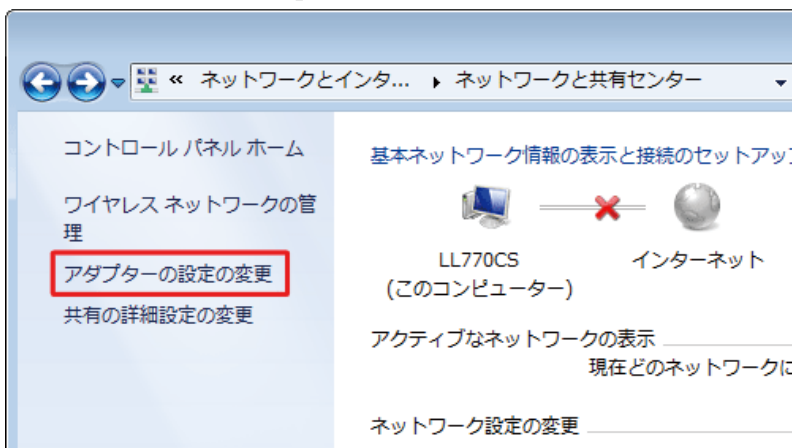 « ネットワークとインタ... ▸ ネットワークと共有センター
コントロール パネル ホーム
ワイヤレス ネットワークの管
理
アダプターの設定の変更
共有の詳細設定の変更
基本ネットワーク情報の表示と接続のセットアップ
LL770CS
(このコンピューター)
インターネット
アクティブなネットワークの表示
現在どのネットワークに
ネットワーク設定の変更